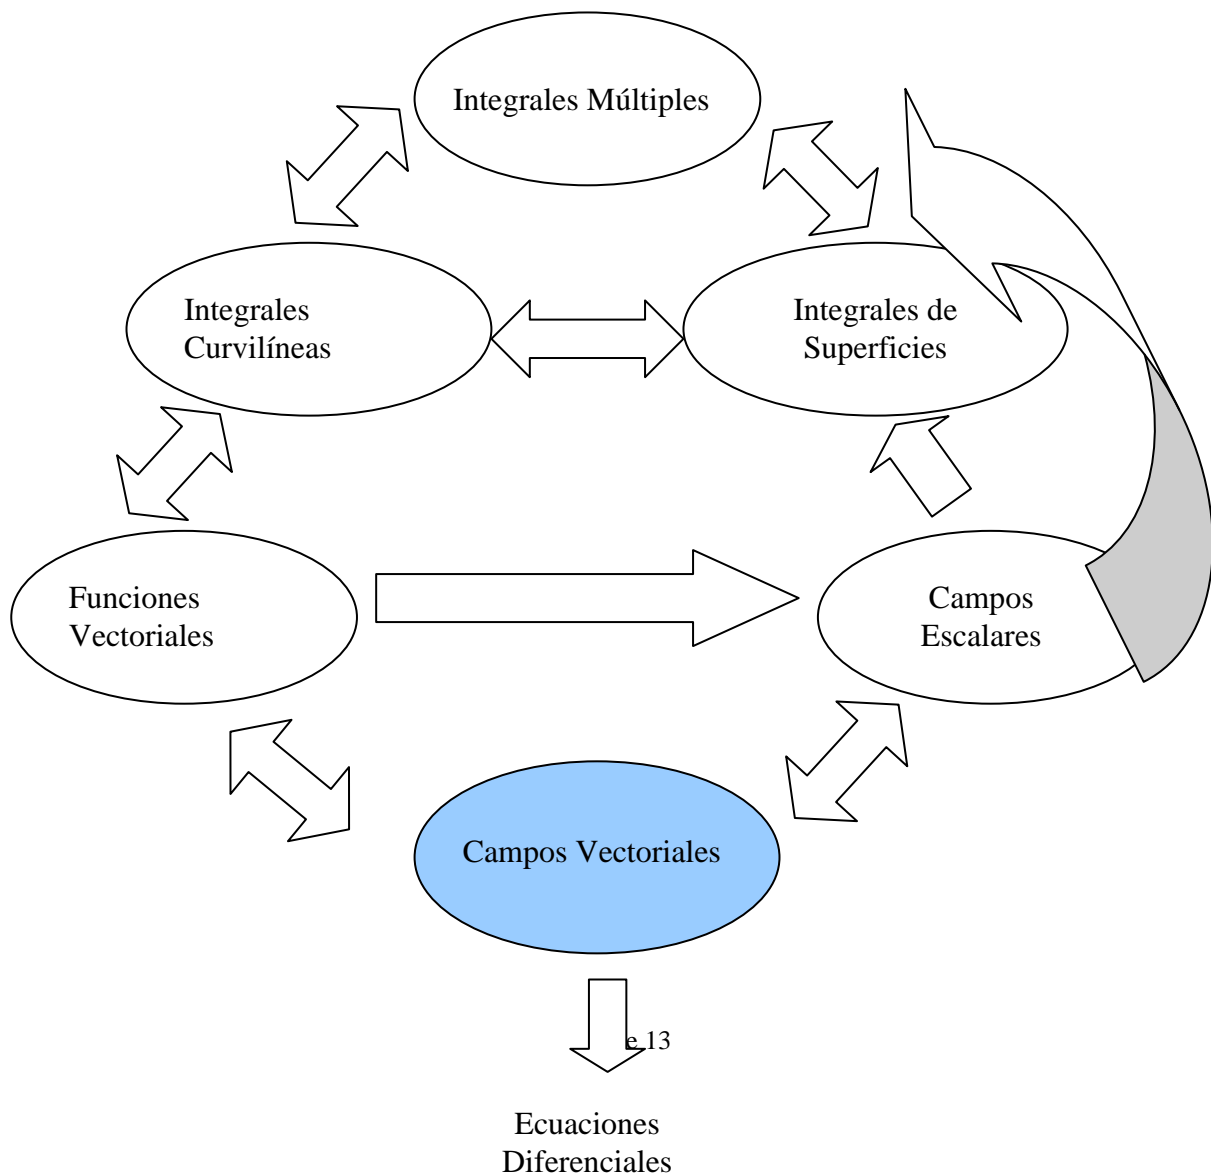 Integrales Múltiples
Integrales
Curvilíneas
Integrales de
Superficies
Funciones
Vectoriales
Campos
Escalares
Campos Vectoriales
e 13
Ecuaciones
Diferenciales